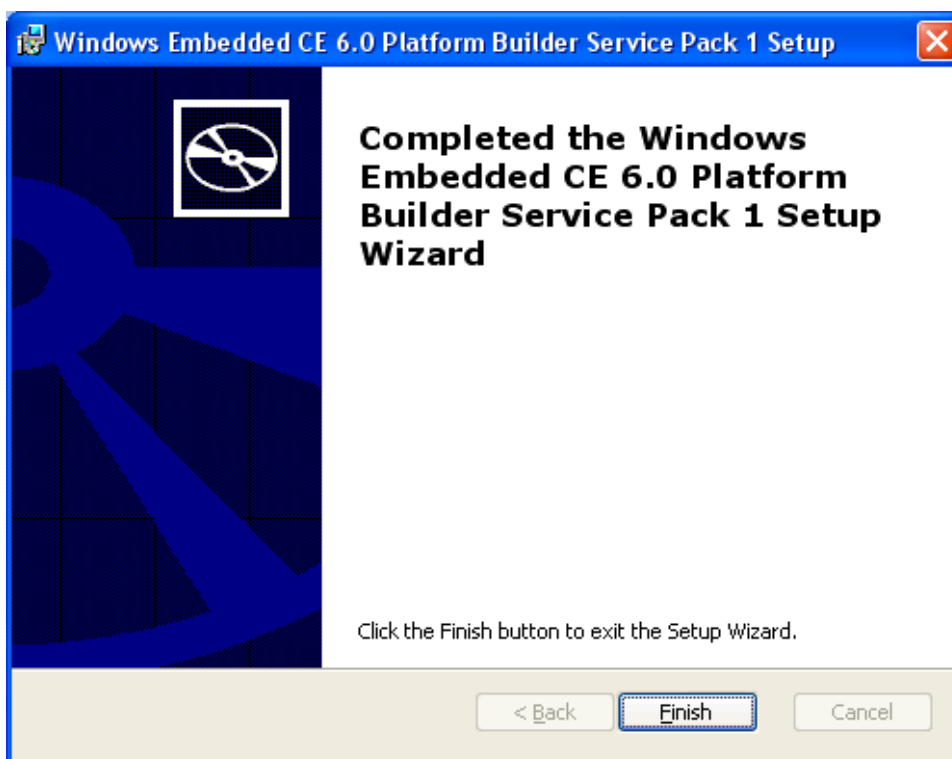 Windows Embedded CE 6.0 Platform Builder Service Pack 1 Setup
Completed the Windows
Embedded CE 6.0 Platform
Builder Service Pack 1 Setup
Wizard
Click the Finish button to exit the Setup Wizard.
< Back Finish Cancel